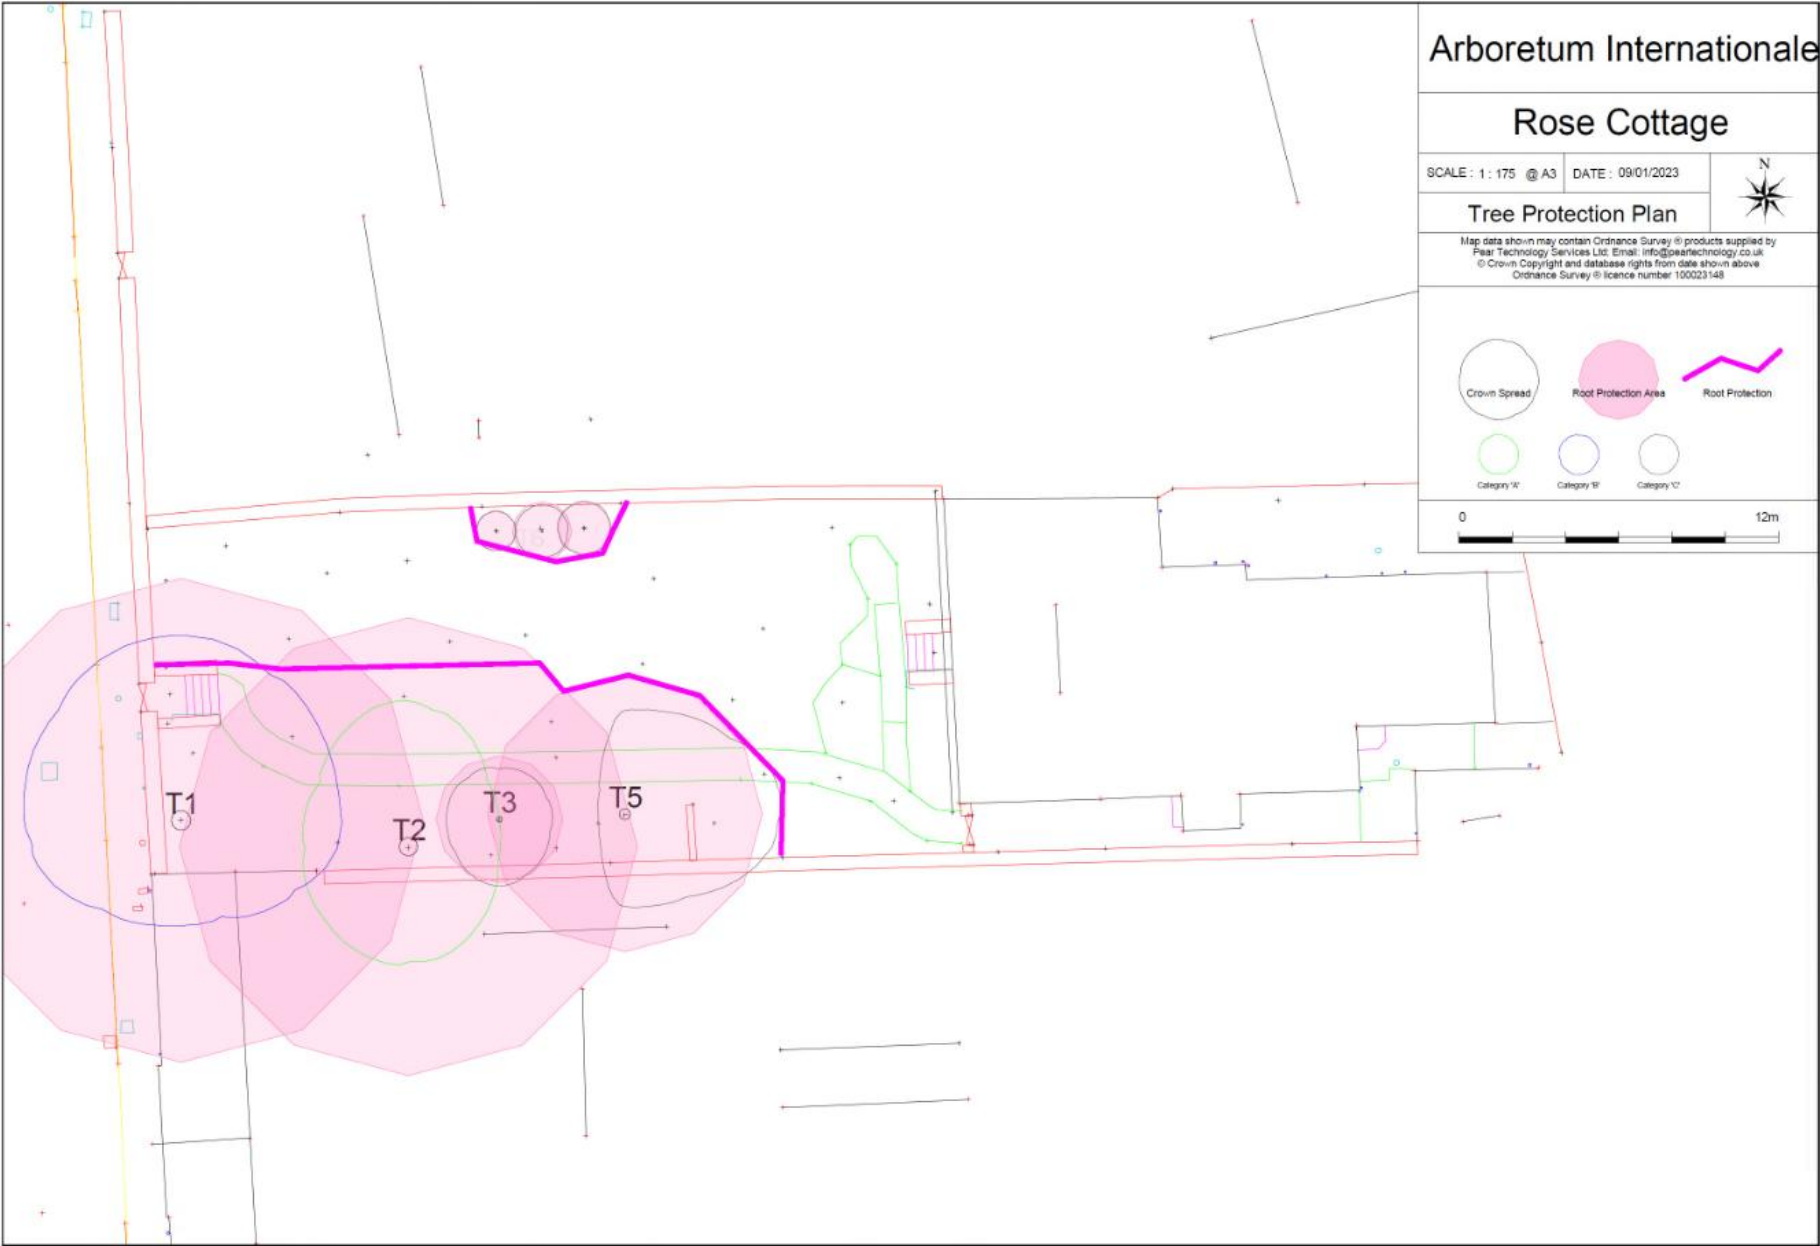 Arboretum Internationale
Rose Cottage
SCALE : 1 : 175 @ A3
DATE : 09/01/2023
N
Tree Protection Plan
Map data shown may contain Ordnance Survey ® products supplied by
Pear Technology Services Ltd; Email: info@peartechnology.co.uk
© Crown Copyright and database rights from date shown above
Ordnance Survey ® licence number 100023148
Crown Spread
Root Protection Area
Root Protection
Category 'A'
Category 'B'
Category 'C'
0
12m
T1
T2
T3
T5